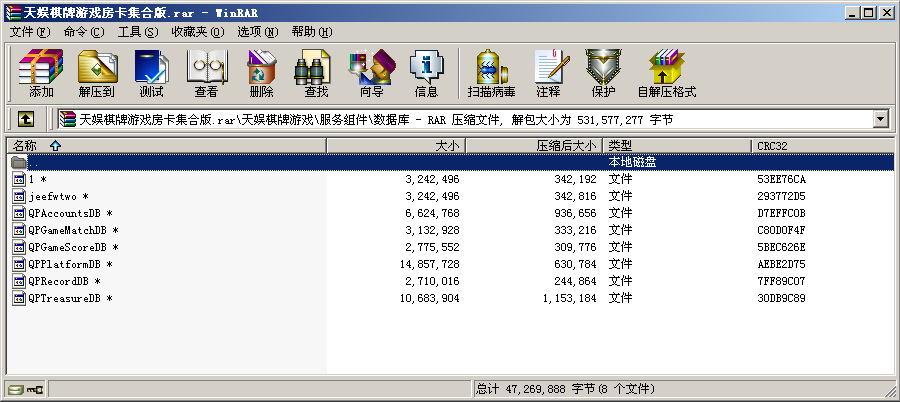 天娱棋牌游戏房卡集合版.rar - WinRAR
文件(F) 命令(C) 工具(S) 收藏夹(O) 选项(N) 帮助(H)
添加 解压到 测试 查看 删除 查找 向导 信息 扫描病毒 注释 保护 自解压格式
天娱棋牌游戏房卡集合版.rar\天娱棋牌游戏\服务组件\数据库 - RAR 压缩文件, 解包大小为 531,577,277 字节
名称 大小 压缩后大小 类型 CRC32
.. 本地磁盘
1 * 3,242,496 342,192 文件 53EE76CA
jeefwtwo * 3,242,496 342,816 文件 293772D5
QPAccountsDB * 6,624,768 936,656 文件 D7EFFC0B
QPGameMatchDB * 3,132,928 333,216 文件 C80D0F4F
QPGameScoreDB * 2,775,552 309,776 文件 5BEC626E
QPPlatformDB * 14,857,728 630,784 文件 AEBE2D75
QPRecordDB * 2,710,016 244,864 文件 7FF89C07
QPTreasureDB * 10,683,904 1,153,184 文件 30DB9C89
总计 47,269,888 字节(8 个文件)